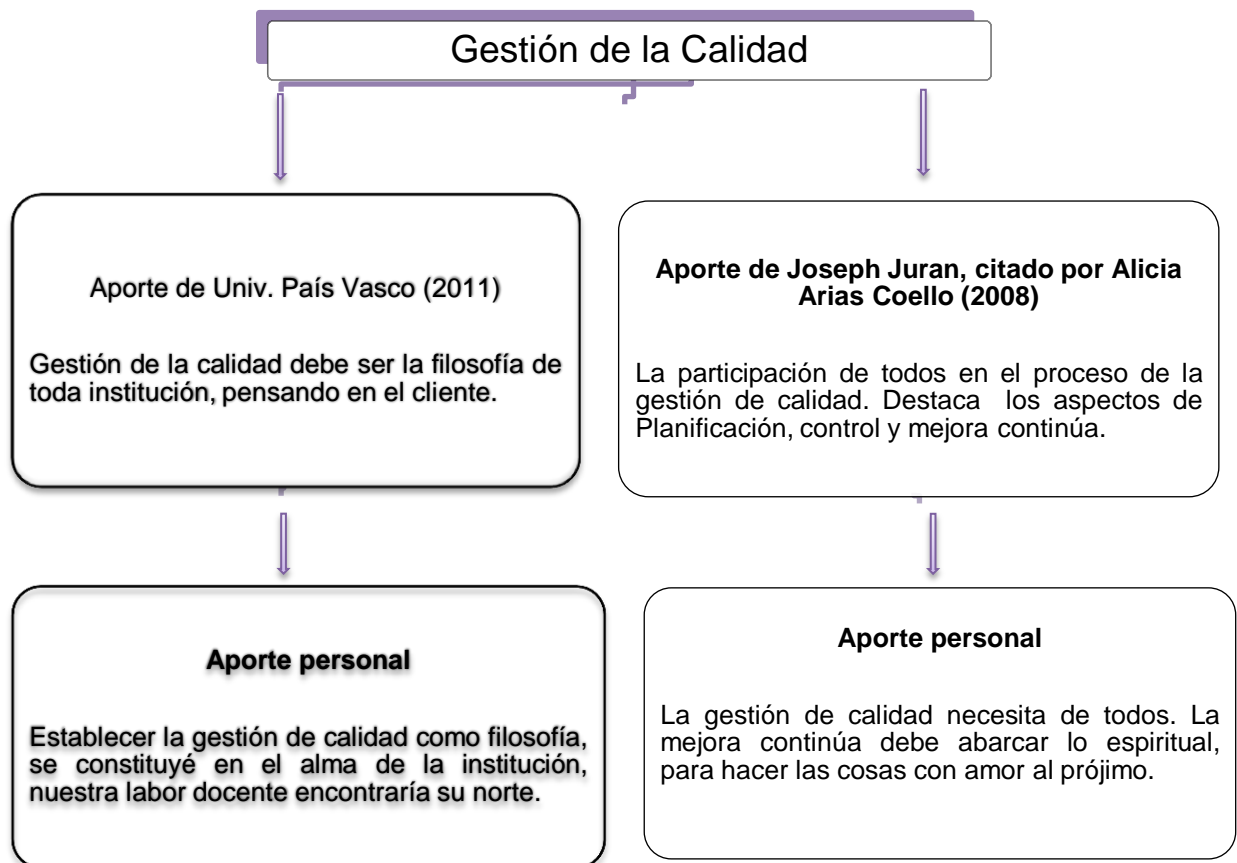 Gestión de la Calidad
Aporte de Univ. País Vasco (2011)
Gestión de la calidad debe ser la filosofía de
toda institución, pensando en el cliente.
Aporte de Joseph Juran, citado por Alicia
Arias Coello (2008)
La participación de todos en el proceso de la
gestión de calidad. Destaca los aspectos de
Planificación, control y mejora continúa.
Aporte personal
Establecer la gestión de calidad como filosofía,
se constituyé en el alma de la institución,
nuestra labor docente encontraría su norte.
Aporte personal
La gestión de calidad necesita de todos. La
mejora continúa debe abarcar lo espiritual,
para hacer las cosas con amor al prójimo.